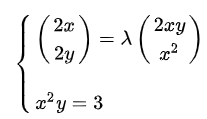 { ( 2x ) = λ ( 2xy )
( 2y ) ( x² )
x²y = 3